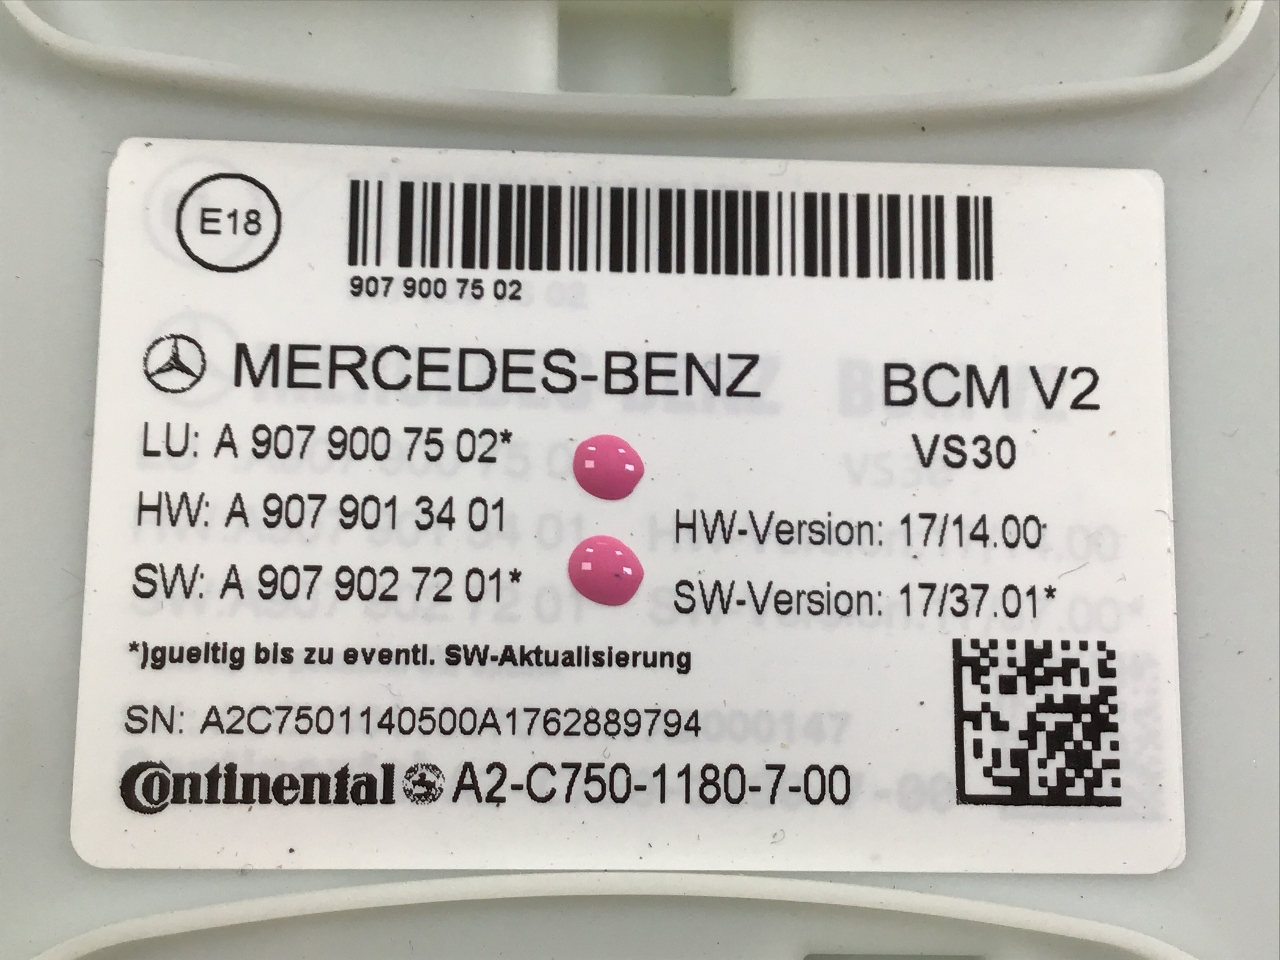 E18
907 900 75 02
MERCEDES-BENZ BCM V2
LU: A 907 900 75 02* VS30
HW: A 907 901 34 01 HW-Version: 17/14.00
SW: A 907 902 72 01* SW-Version: 17/37.01*
*)gueltig bis zu eventl. SW-Aktualisierung
SN: A2C7501140500A1762889794
Continental A2-C750-1180-7-00